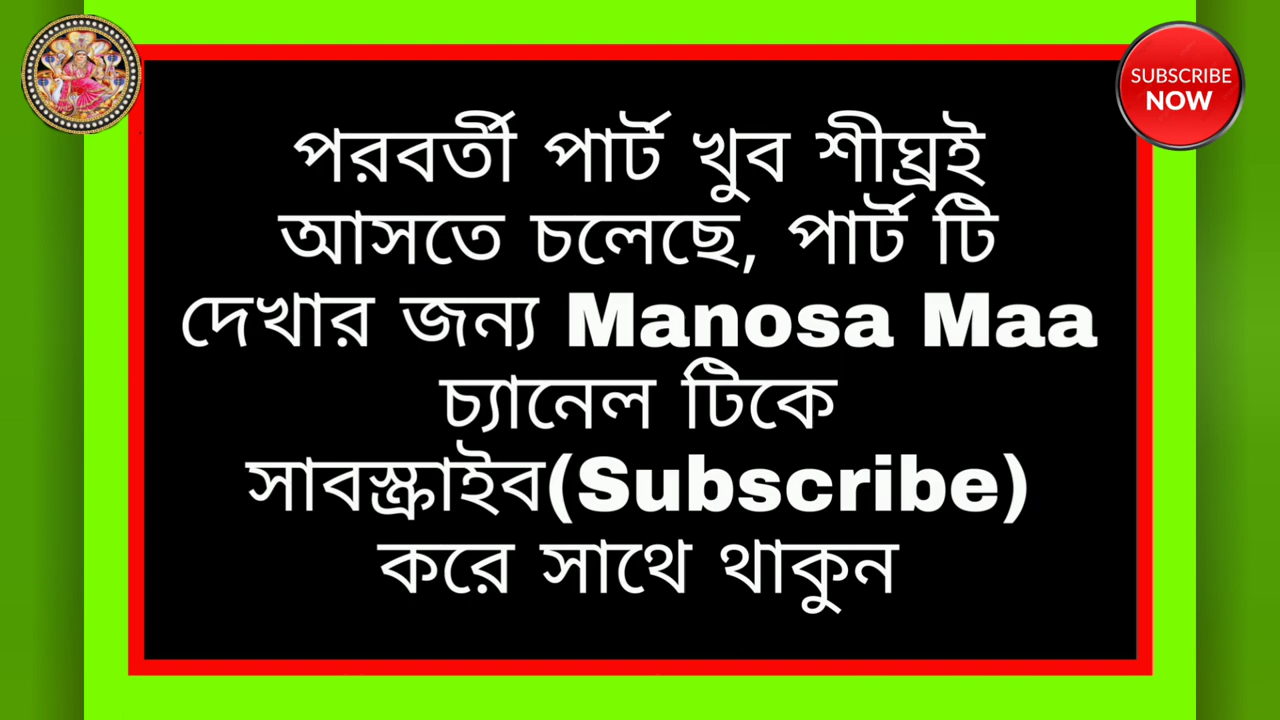 SUBSCRIBE
NOW
পরবর্তী পার্ট খুব শীঘ্রই
আসতে চলেছে, পার্ট টি
দেখার জন্য Manosa Maa
চ্যানেল টিকে
সাবস্ক্রাইব(Subscribe)
করে সাথে থাকুন